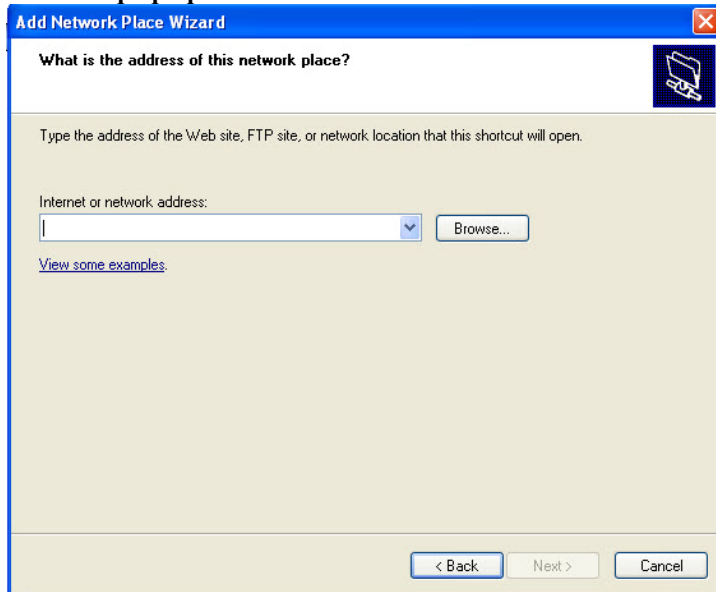 Add Network Place Wizard
What is the address of this network place?
Type the address of the Web site, FTP site, or network location that this shortcut will open.
Internet or network address:
Browse...
View some examples.
< Back Next > Cancel